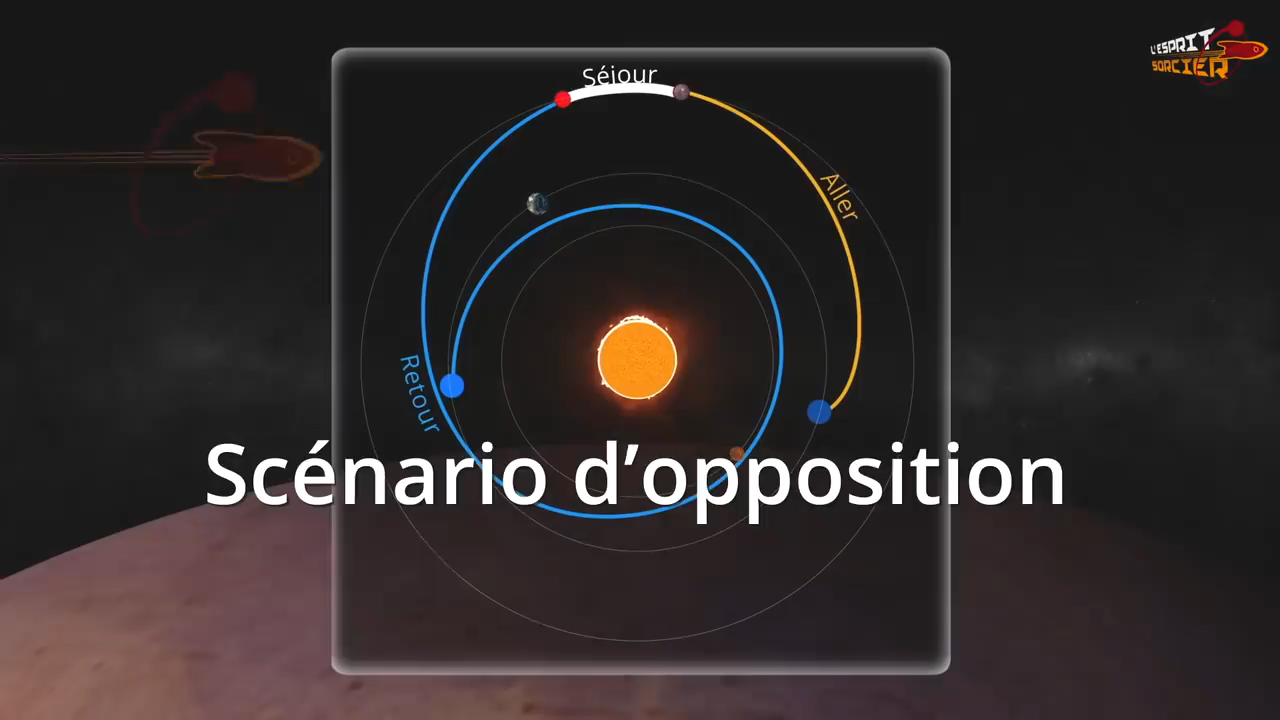 L'ESPRIT
SORCIER
Séjour
Aller
Retour
Scénario d’opposition